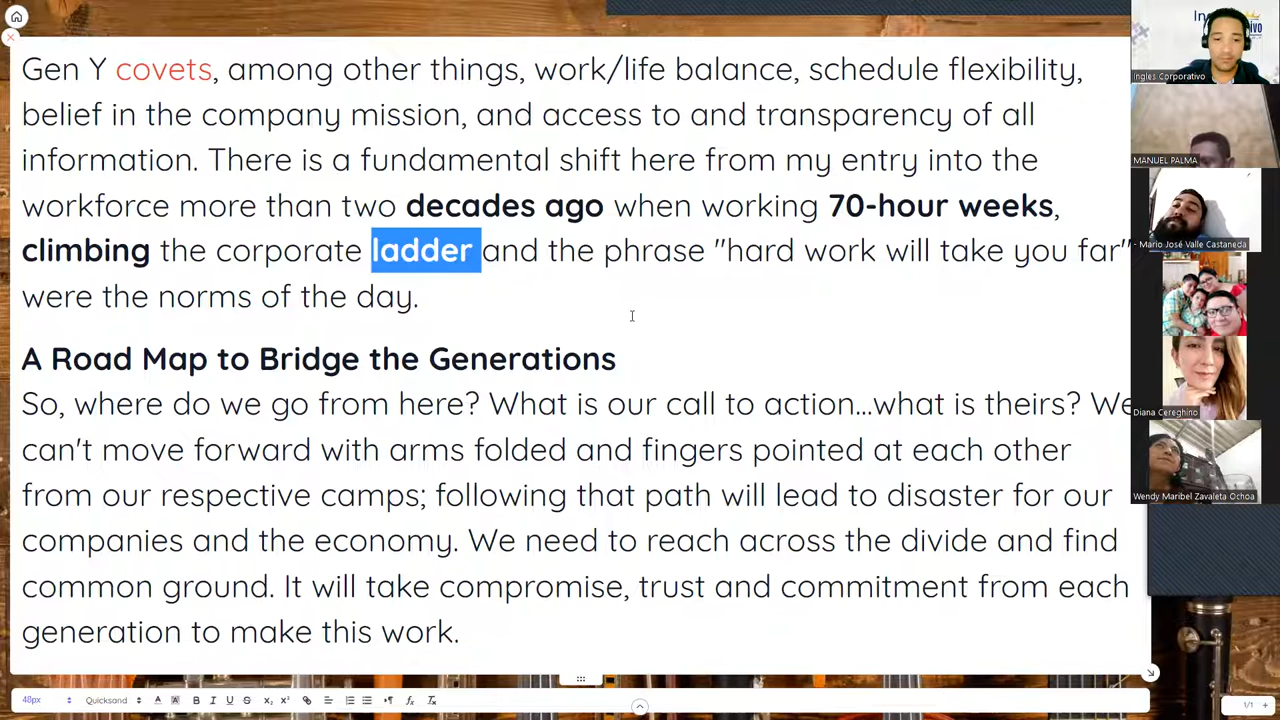 Gen Y covets, among other things, work/life balance, schedule flexibility,
belief in the company mission, and access to and transparency of all
information. There is a fundamental shift here from my entry into the
workforce more than two decades ago when working 70-hour weeks,
climbing the corporate ladder and the phrase "hard work will take you far"
were the norms of the day.
A Road Map to Bridge the Generations
So, where do we go from here? What is our call to action...what is theirs? We
can't move forward with arms folded and fingers pointed at each other
from our respective camps; following that path will lead to disaster for our
companies and the economy. We need to reach across the divide and find
common ground. It will take compromise, trust and commitment from each
generation to make this work.
Ingles Corporativo
MANUEL PALMA
- Mario José Valle Castaneda
Diana Cereghino
Wendy Maribel Zavaleta Ochoa
48px
Quicksand
B I U S
1/1